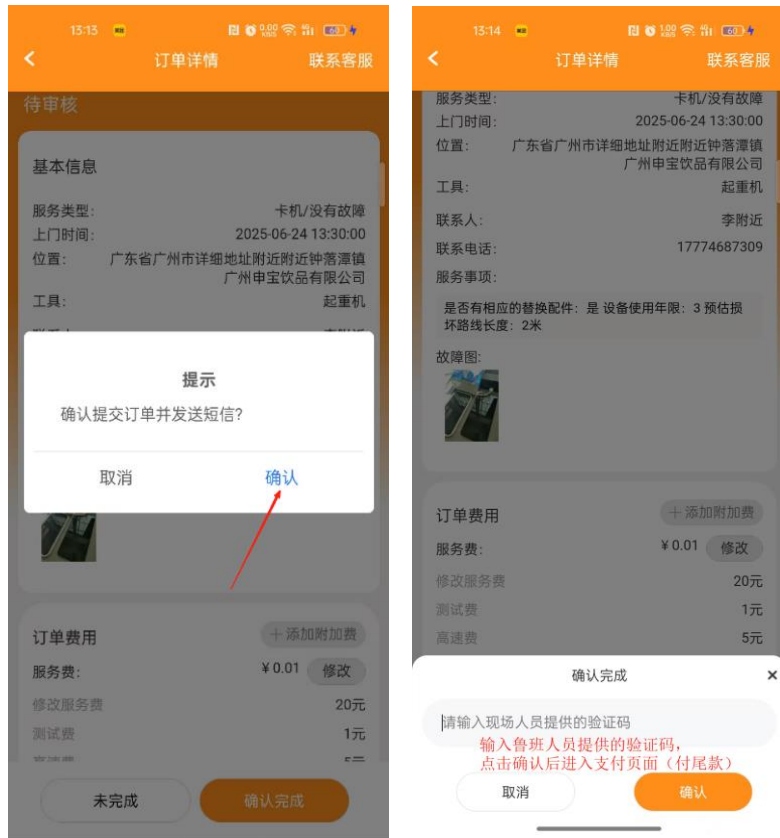 13:13
0.00
KB/S
60
订单详情
联系客服
待审核
基本信息
服务类型:
卡机/没有故障
上门时间:
2025-06-24 13:30:00
位置:
广东省广州市详细地址附近附近钟落潭镇
广州申宝饮品有限公司
工具:
起重机
提示
确认提交订单并发送短信?
取消
确认
订单费用
+ 添加附加费
服务费:
¥ 0.01
修改
修改服务费
20元
测试费
1元
未完成
确认完成
13:14
1.00
KB/S
60
订单详情
联系客服
服务类型:
卡机/没有故障
上门时间:
2025-06-24 13:30:00
位置:
广东省广州市详细地址附近附近钟落潭镇
广州申宝饮品有限公司
工具:
起重机
联系人:
李附近
联系电话:
17774687309
服务事项:
是否有相应的替换配件：是 设备使用年限：3 预估损
坏路线长度：2米
故障图:
订单费用
+ 添加附加费
服务费:
¥ 0.01
修改
修改服务费
20元
测试费
1元
高速费
5元
确认完成
×
请输入现场人员提供的验证码
输入鲁班人员提供的验证码，
点击确认后进入支付页面（付尾款）
取消
确认